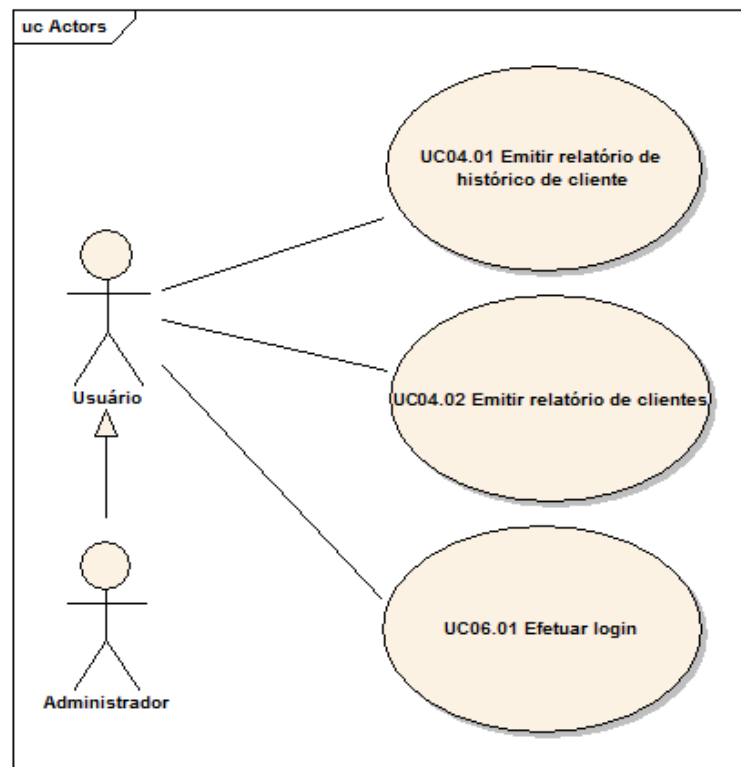 uc Actors
UC04.01 Emitir relatório de
histórico de cliente
Usuário
UC04.02 Emitir relatório de clientes
UC06.01 Efetuar login
Administrador